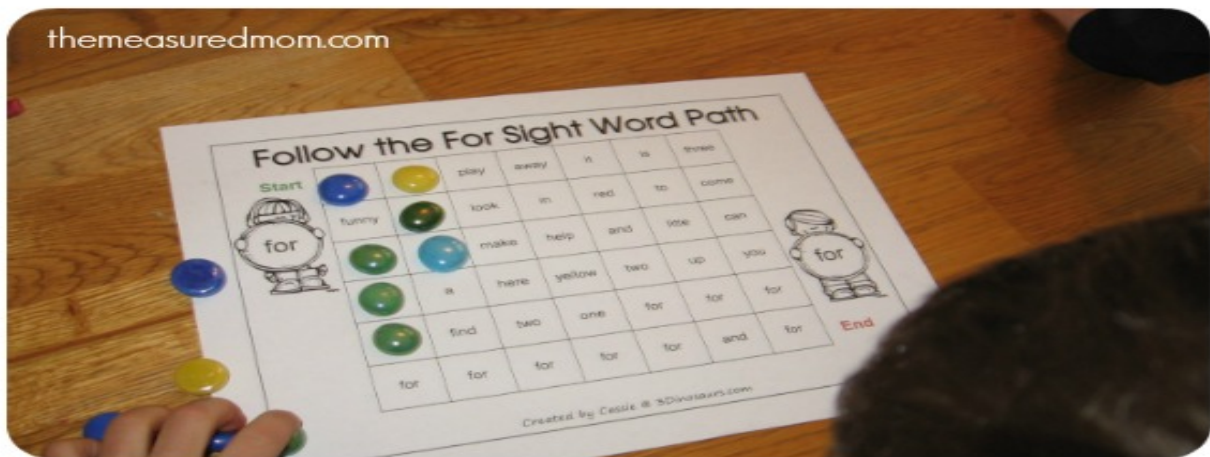 themeasuredmom.com
Follow the For Sight Word Path
Start
play away it is three
funny look in red to come
for make help and little can for
a here yellow two up you
find two one for for for
for for for for for and for
End
Created by Cassie @ 3Dinosaurs.com